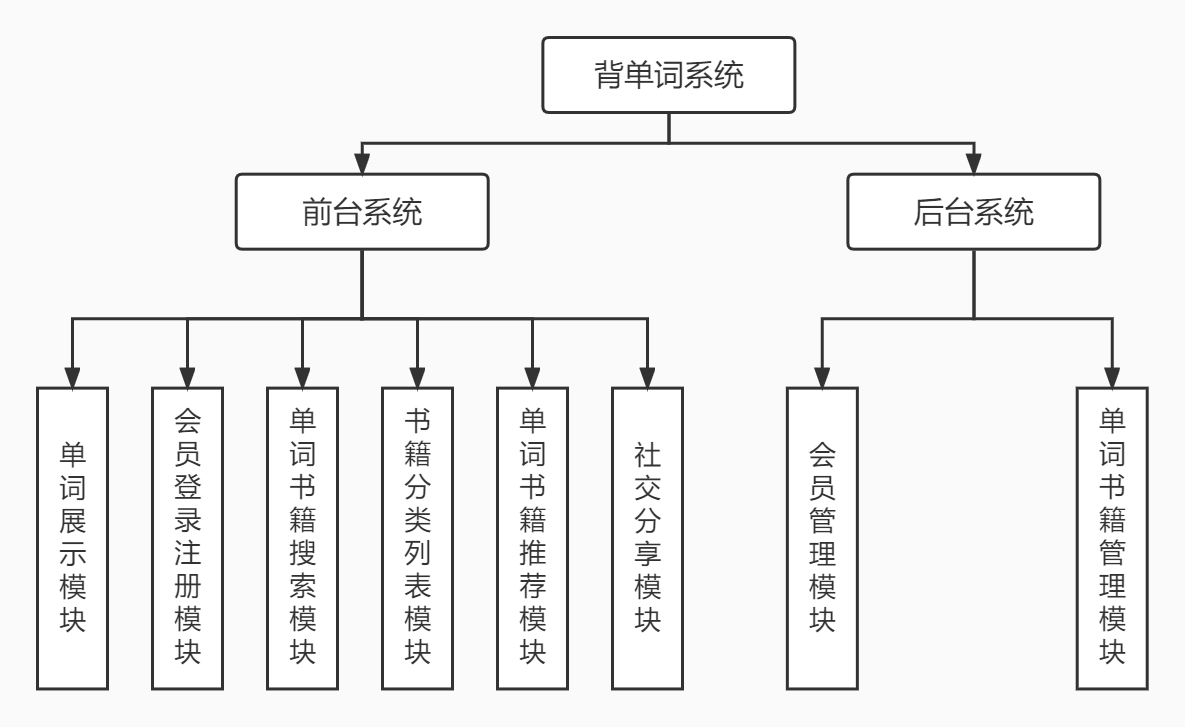 背单词系统
前台系统
后台系统
单词展示模块
会员登录注册模块
单词书籍搜索模块
书籍分类列表模块
单词书籍推荐模块
社交分享模块
会员管理模块
单词书籍管理模块